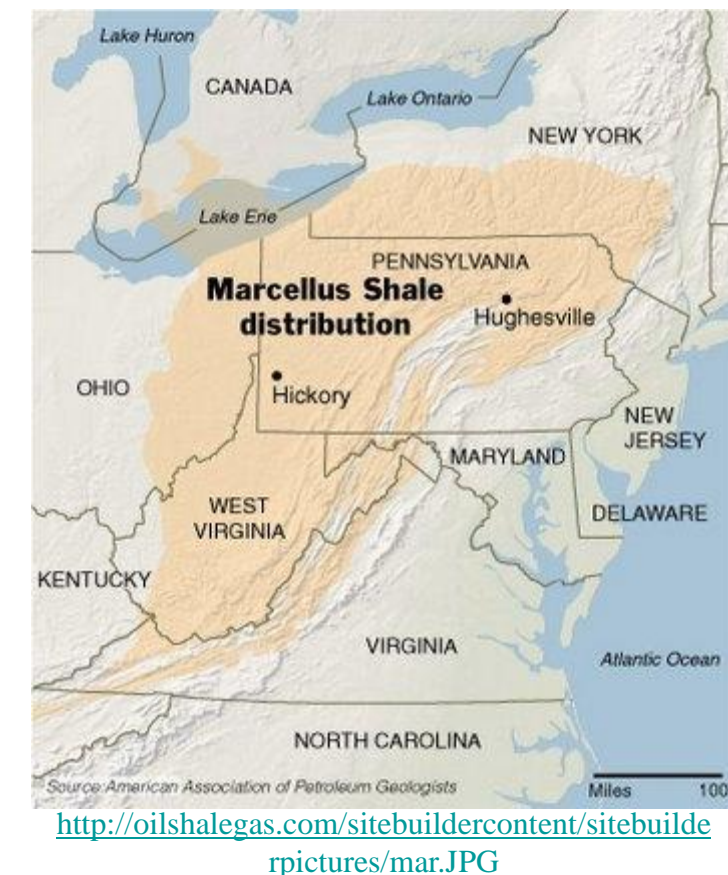 Lake Huron
CANADA
Lake Ontario
NEW YORK
Lake Erie
PENNSYLVANIA
Marcellus Shale
distribution
Hughesville
OHIO
Hickory
NEW
JERSEY
MARYLAND
WEST
VIRGINIA
DELAWARE
KENTUCKY
VIRGINIA
Atlantic Ocean
NORTH CAROLINA
Source:American Association of Petroleum Geologists
Miles 100
http://oilshalegas.com/sitebuildercontent/sitebuilde
rpictures/mar.JPG